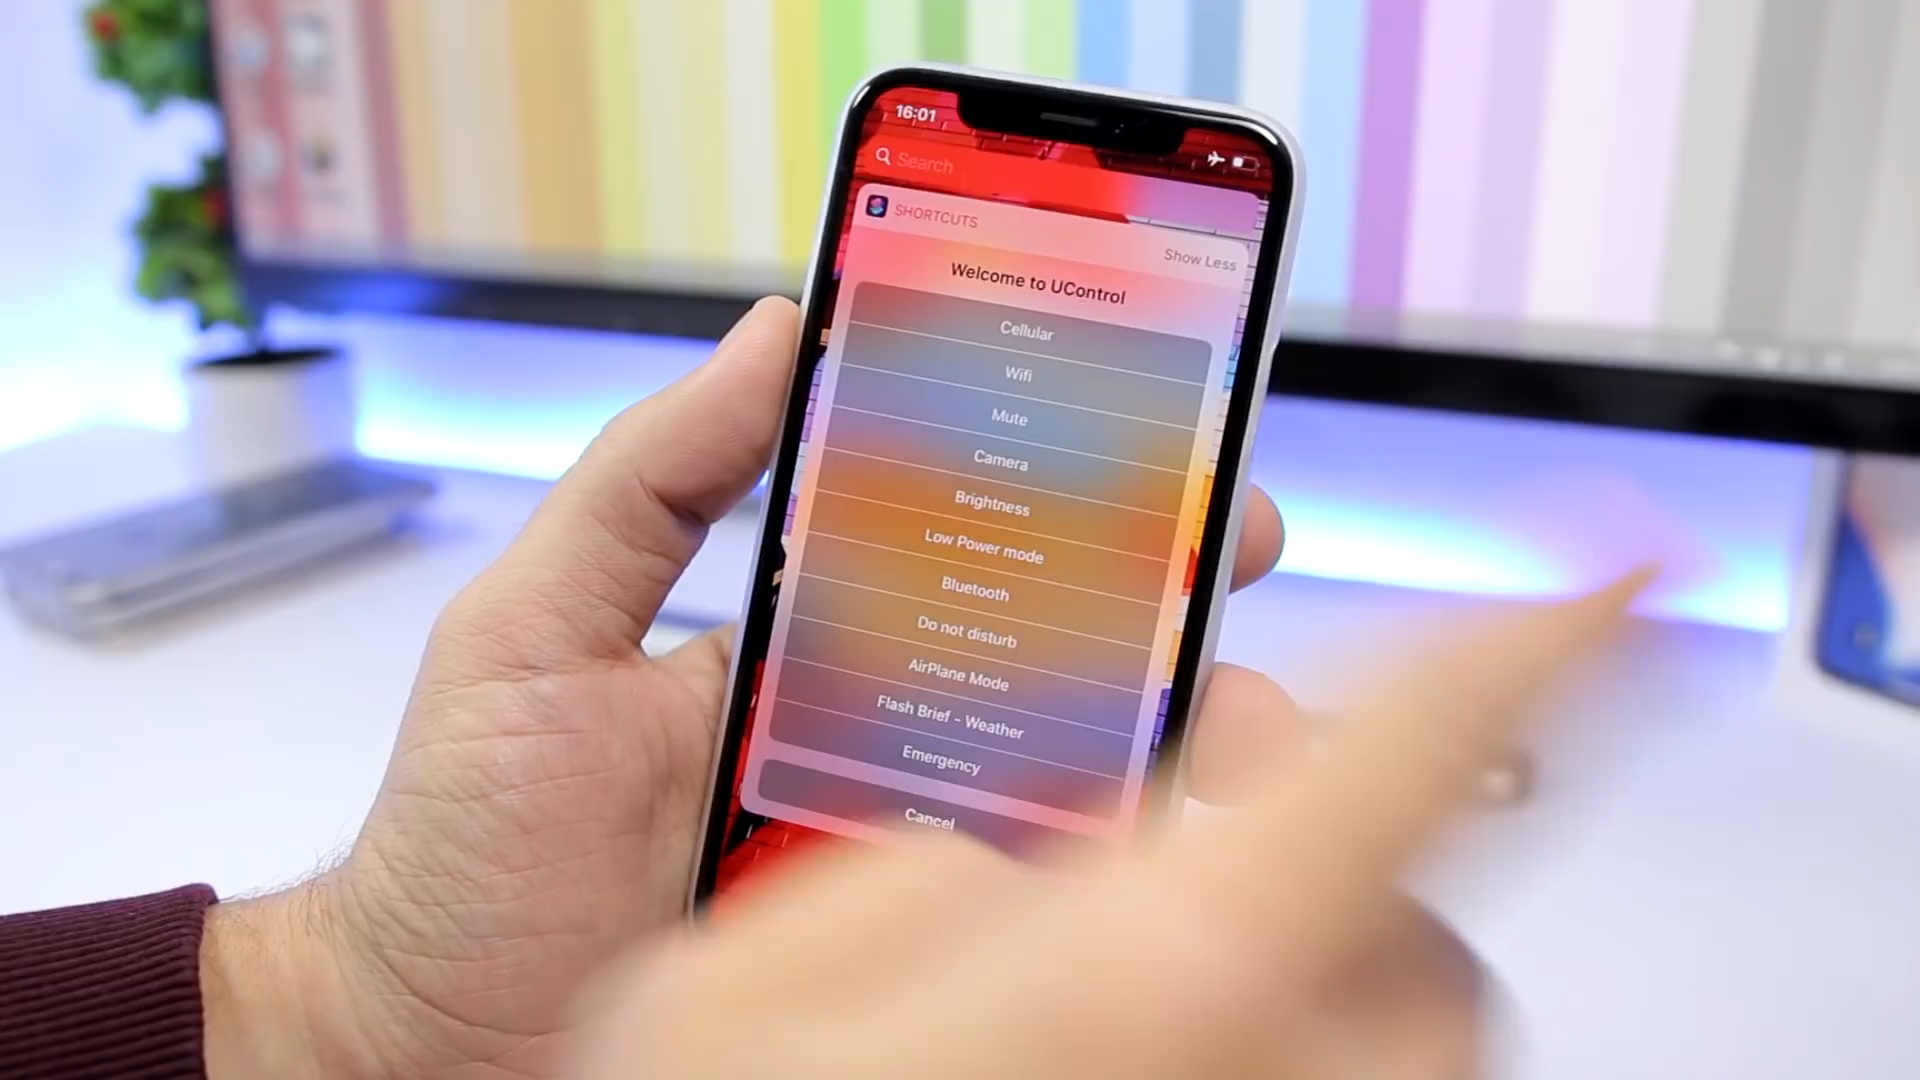 16:01
Search
SHORTCUTS
Show Less
Welcome to UControl
Cellular
Wifi
Mute
Camera
Brightness
Low Power mode
Bluetooth
Do not disturb
AirPlane Mode
Flash Brief - Weather
Emergency
Cancel